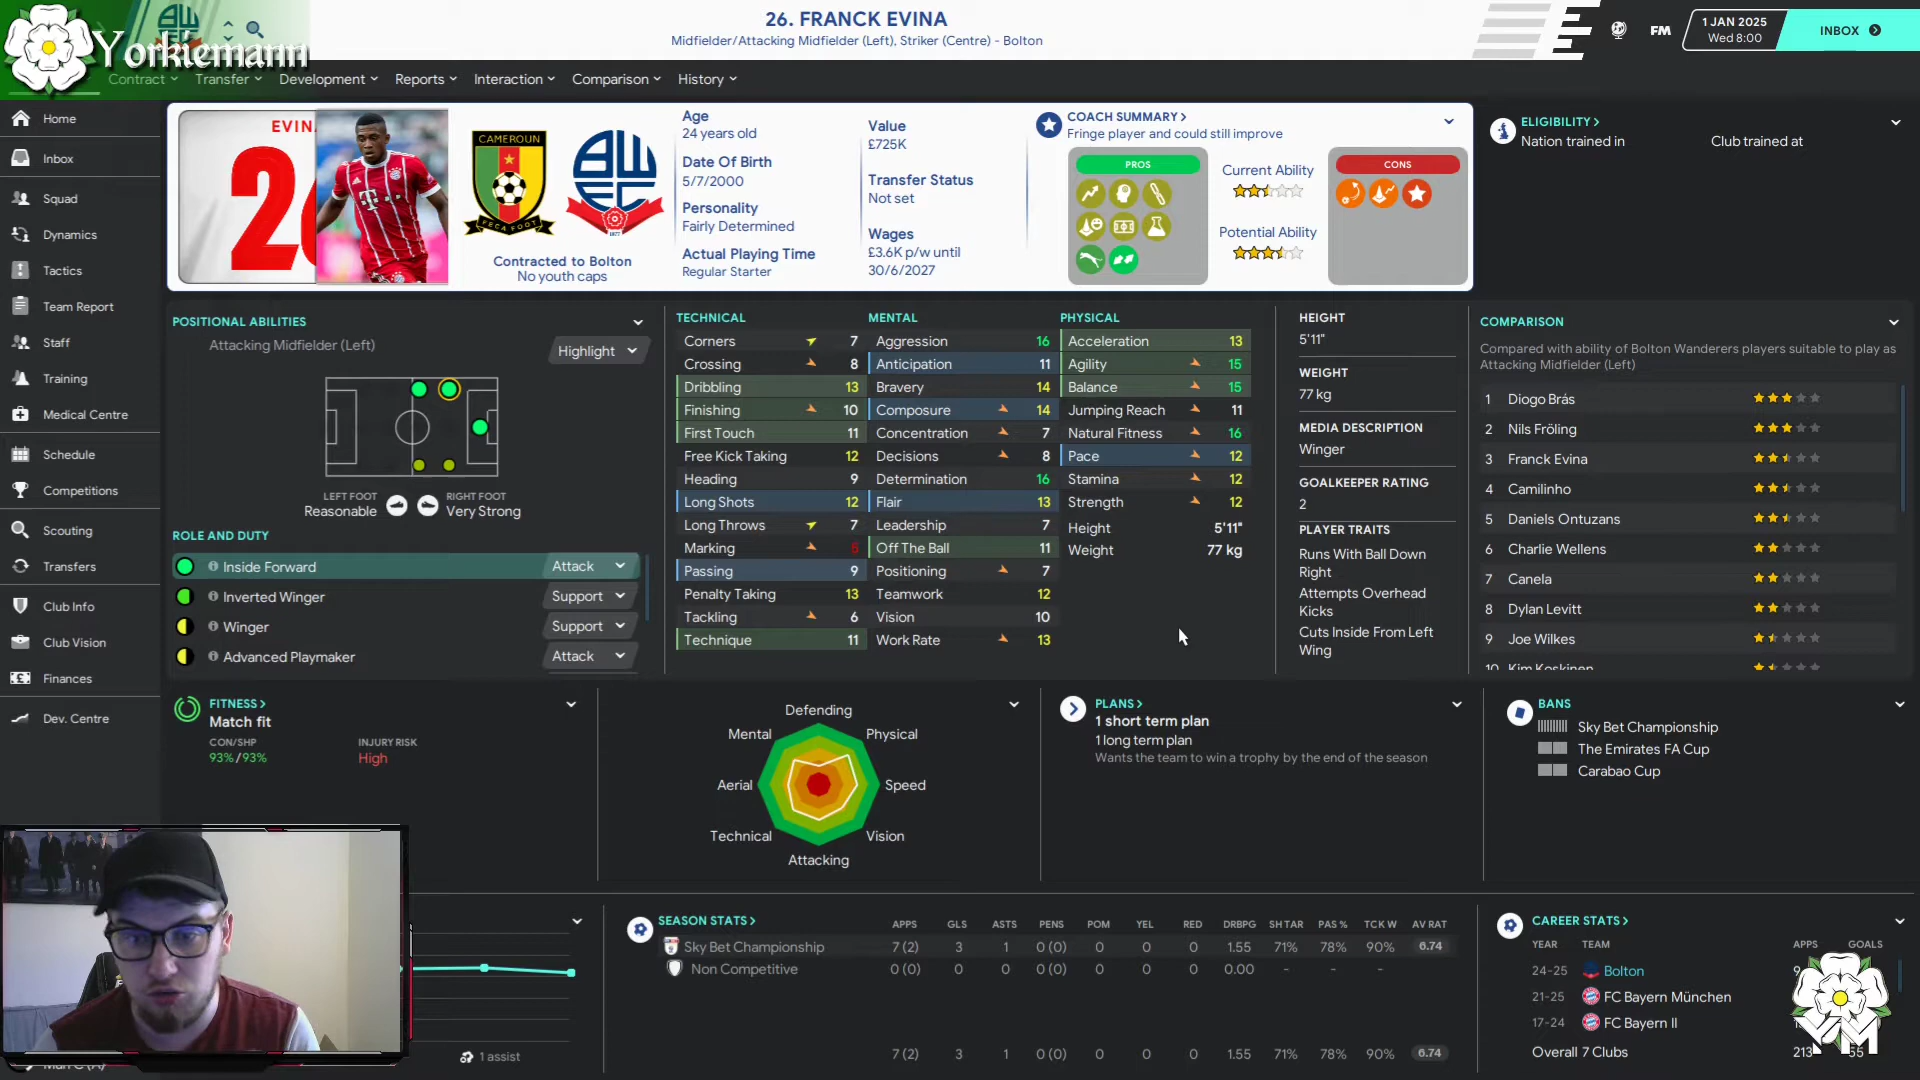 26. FRANCK EVINA
Midfielder/Attacking Midfielder (Left), Striker (Centre) - Bolton
FM
1 JAN 2025
Wed 8:00
INBOX
Yorkiemann
Contract
Transfer
Development
Reports
Interaction
Comparison
History
Home
Inbox
Squad
Dynamics
Tactics
Team Report
Staff
Training
Medical Centre
Schedule
Competitions
Scouting
Transfers
Club Info
Club Vision
Finances
Dev. Centre
CAMEROUN
FECAFOOT
Contracted to Bolton
No youth caps
Age
24 years old
Date Of Birth
5/7/2000
Personality
Fairly Determined
Actual Playing Time
Regular Starter
Value
£725K
Transfer Status
Not set
Wages
£3.6K p/w until
30/6/2027
COACH SUMMARY >
Fringe player and could still improve
PROS
Current Ability
Potential Ability
CONS
ELIGIBILITY >
Nation trained in
Club trained at
POSITIONAL ABILITIES
Attacking Midfielder (Left)
Highlight
LEFT FOOT
Reasonable
RIGHT FOOT
Very Strong
ROLE AND DUTY
Inside Forward Attack
Inverted Winger Support
Winger Support
Advanced Playmaker Attack
TECHNICAL
Corners 7
Crossing 8
Dribbling 13
Finishing 10
First Touch 11
Free Kick Taking 12
Heading 9
Long Shots 12
Long Throws 7
Marking
Passing 9
Penalty Taking 13
Tackling 6
Technique 11
MENTAL
Aggression 16
Anticipation 11
Bravery 14
Composure 14
Concentration 7
Decisions 8
Determination 16
Flair 13
Leadership 7
Off The Ball 11
Positioning 7
Teamwork 12
Vision 10
Work Rate 13
PHYSICAL
Acceleration 13
Agility 15
Balance 15
Jumping Reach 11
Natural Fitness 16
Pace 12
Stamina 12
Strength 12
Height 5'11"
Weight 77 kg
HEIGHT
5'11"
WEIGHT
77 kg
MEDIA DESCRIPTION
Winger
GOALKEEPER RATING
2
PLAYER TRAITS
Runs With Ball Down
Right
Attempts Overhead
Kicks
Cuts Inside From Left
Wing
COMPARISON
Compared with ability of Bolton Wanderers players suitable to play as
Attacking Midfielder (Left)
1 Diogo Brás
2 Nils Fröling
3 Franck Evina
4 Camilinho
5 Daniels Ontuzans
6 Charlie Wellens
7 Canela
8 Dylan Levitt
9 Joe Wilkes
10 Kim Koskinen
FITNESS >
Match fit
CON/SHP
93%/93%
INJURY RISK
High
Defending
Physical
Speed
Vision
Attacking
Technical
Aerial
Mental
PLANS >
1 short term plan
1 long term plan
Wants the team to win a trophy by the end of the season
BANS
Sky Bet Championship
The Emirates FA Cup
Carabao Cup
1 assist
SEASON STATS >
APPS GLS ASTS PENS POM YEL RED DRBPG SH TAR PAS % TCK W AV RAT
Sky Bet Championship 7 (2) 3 1 0 (0) 0 0 0 1.55 71% 78% 90% 6.74
Non Competitive 0 (0) 0 0 0 (0) 0 0 0 0.00 - - -
7 (2) 3 1 0 (0) 0 0 0 1.55 71% 78% 90% 6.74
CAREER STATS >
YEAR TEAM APPS GOALS
24-25 Bolton 9
21-25 FC Bayern München
17-24 FC Bayern II
Overall 7 Clubs 213 55
YM